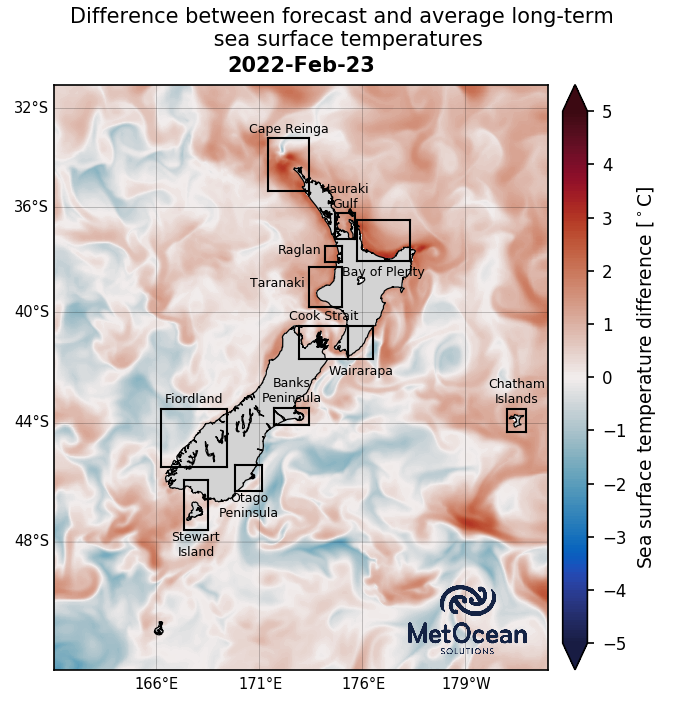 Difference between forecast and average long-term
sea surface temperatures
2022-Feb-23
32°S
36°S
40°S
44°S
48°S
Cape Reinga
Hauraki
Gulf
Raglan
Bay of Plenty
Taranaki
Cook Strait
Wairarapa
Banks
Peninsula
Fiordland
Chatham
Islands
Otago
Peninsula
Stewart
Island
MetOcean
SOLUTIONS
166°E
171°E
176°E
179°W
5
4
3
2
1
0
−1
−2
−3
−4
−5
Sea surface temperature difference [°C]